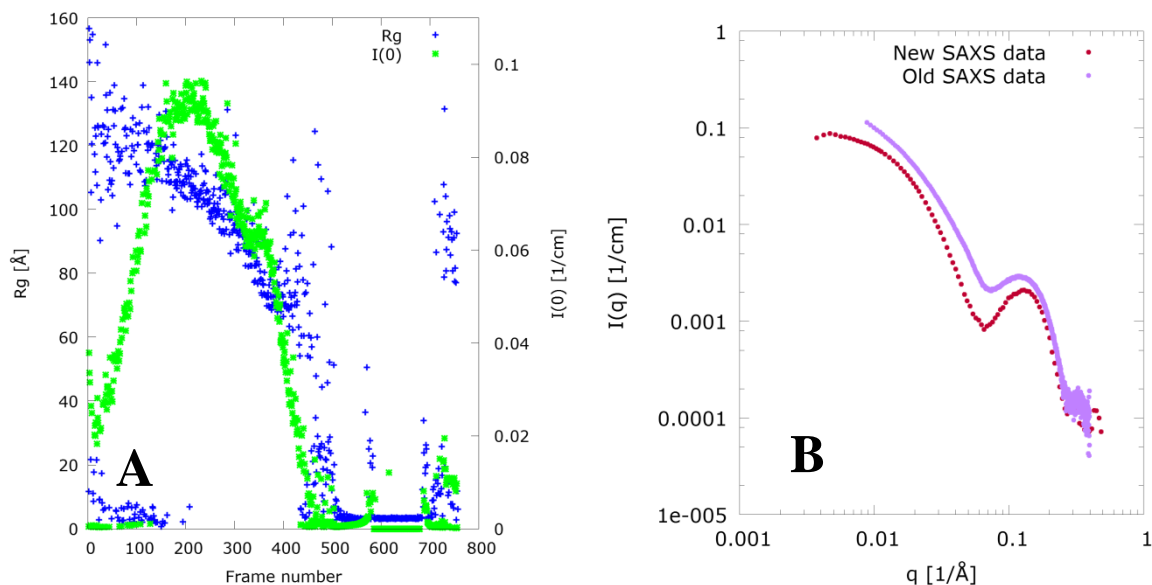 160
140
120
100
80
60
40
20
0
Rg [Å]
0 100 200 300 400 500 600 700 800
Frame number
Rg
I(0)
0.1
0.08
0.06
0.04
0.02
0
I(0) [1/cm]
A
1
0.1
0.01
0.001
0.0001
1e-005
I(q) [1/cm]
New SAXS data
Old SAXS data
0.001 0.01 0.1 1
q [1/Å]
B